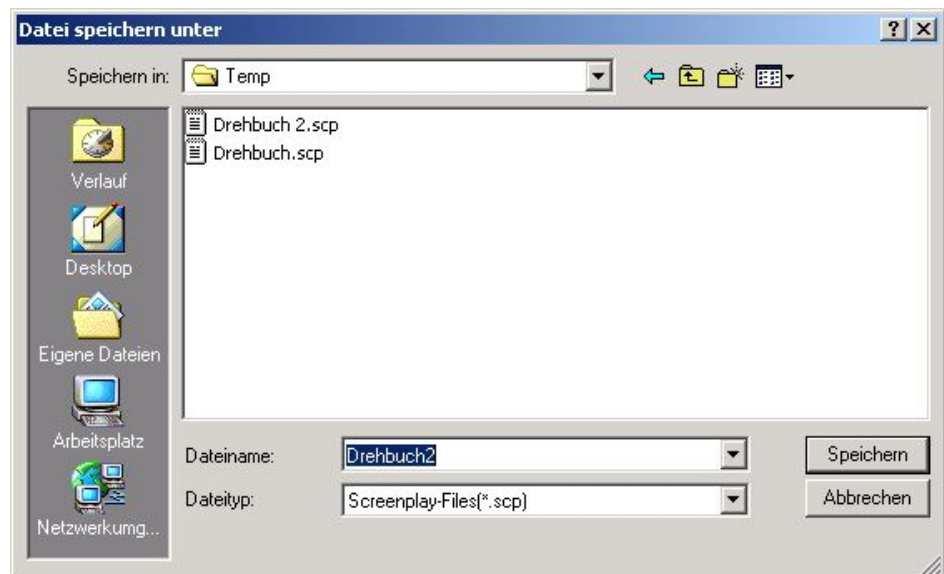 Datei speichern unter
Speichern in:
Temp
Drehbuch 2.scp
Drehbuch.scp
Verlauf
Desktop
Eigene Dateien
Arbeitsplatz
Netzwerkumg...
Dateiname:
Drehbuch2
Speichern
Dateityp:
Screenplay-Files(*.scp)
Abbrechen